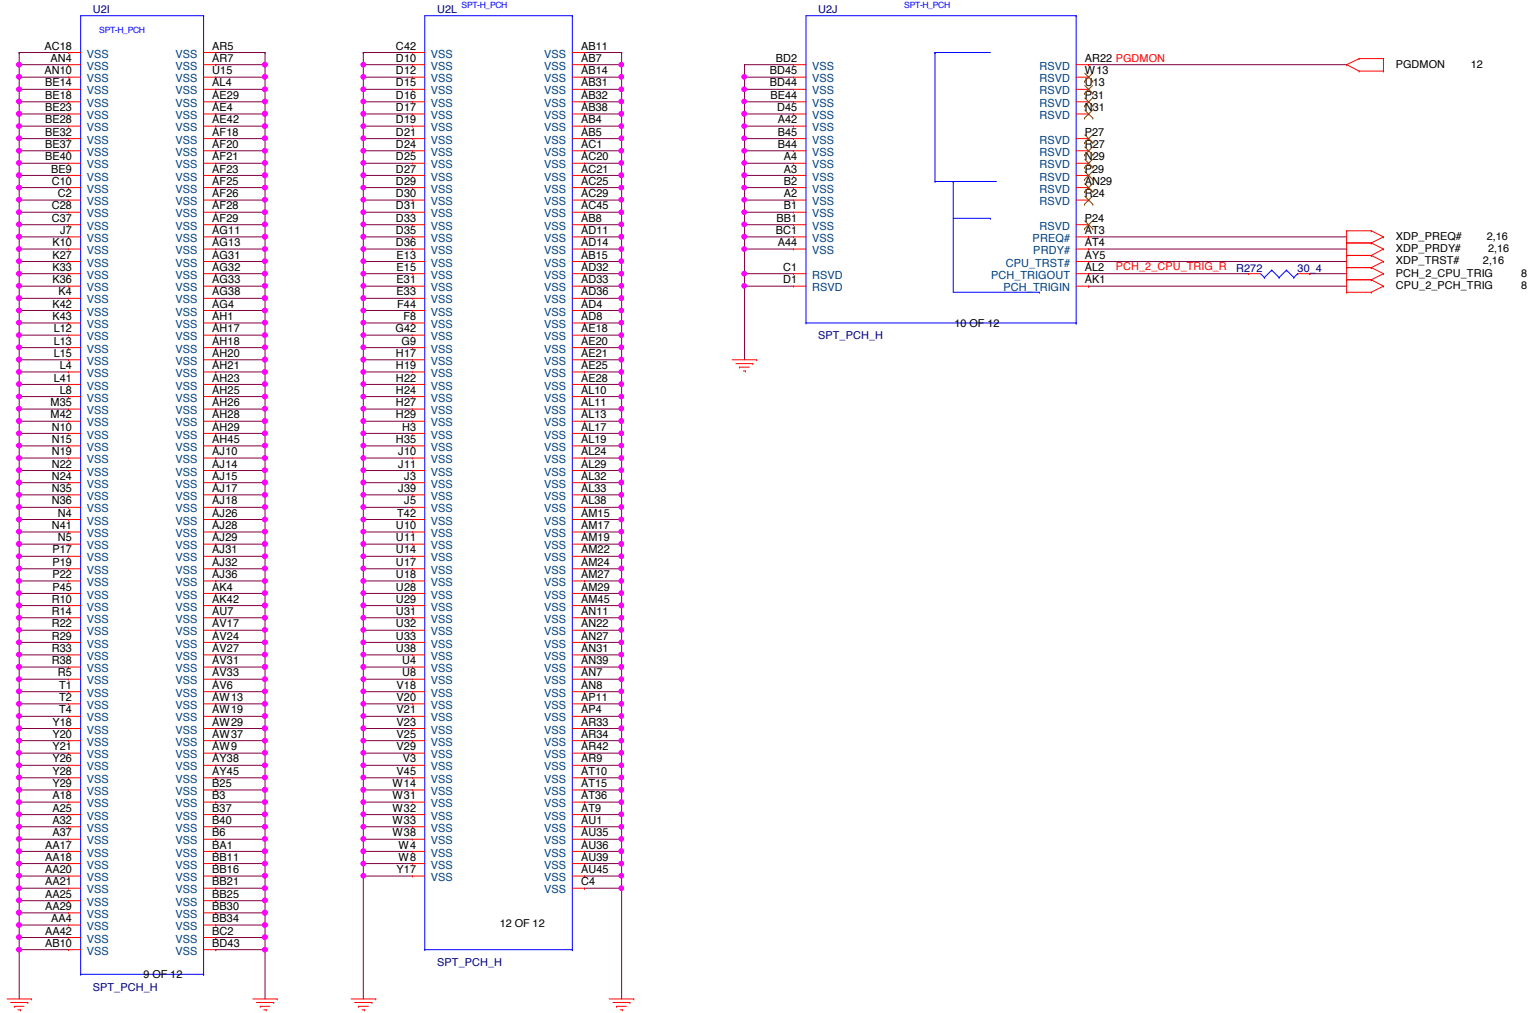 U2I
SPT-H_PCH
AC18 VSS VSS AR5
AN4 VSS VSS AR7
AN10 VSS VSS U15
BE14 VSS VSS AL4
BE18 VSS VSS AE29
BE23 VSS VSS AE4
BE28 VSS VSS AE42
BE32 VSS VSS AF18
BE37 VSS VSS AF20
BE40 VSS VSS AF21
BE9 VSS VSS AF23
C10 VSS VSS AF25
C2 VSS VSS AF26
C28 VSS VSS AF28
C37 VSS VSS AF29
J7 VSS VSS AG11
K10 VSS VSS AG13
K27 VSS VSS AG31
K33 VSS VSS AG32
K36 VSS VSS AG33
K4 VSS VSS AG38
K42 VSS VSS AG4
K43 VSS VSS AH1
L12 VSS VSS AH17
L13 VSS VSS AH18
L15 VSS VSS AH20
L4 VSS VSS AH21
L41 VSS VSS AH23
L8 VSS VSS AH25
M35 VSS VSS AH26
M42 VSS VSS AH28
N10 VSS VSS AH29
N15 VSS VSS AH45
N19 VSS VSS AJ10
N22 VSS VSS AJ14
N24 VSS VSS AJ15
N35 VSS VSS AJ17
N36 VSS VSS AJ18
N4 VSS VSS AJ26
N41 VSS VSS AJ28
N5 VSS VSS AJ29
P17 VSS VSS AJ31
P19 VSS VSS AJ32
P22 VSS VSS AJ36
P45 VSS VSS AK4
R10 VSS VSS AK42
R14 VSS VSS AU7
R22 VSS VSS AV17
R29 VSS VSS AV24
R33 VSS VSS AV27
R38 VSS VSS AV31
R5 VSS VSS AV33
T1 VSS VSS AV6
T2 VSS VSS AW13
T4 VSS VSS AW19
Y18 VSS VSS AW29
Y20 VSS VSS AW37
Y21 VSS VSS AW9
Y26 VSS VSS AY38
Y28 VSS VSS AY45
Y29 VSS VSS B25
A18 VSS VSS B3
A25 VSS VSS B37
A32 VSS VSS B40
A37 VSS VSS B6
AA17 VSS VSS BA1
AA18 VSS VSS BB11
AA20 VSS VSS BB16
AA21 VSS VSS BB21
AA25 VSS VSS BB25
AA29 VSS VSS BB30
AA4 VSS VSS BB34
AA42 VSS VSS BC2
AB10 VSS VSS BD43
9 OF 12
SPT_PCH_H
U2L
SPT-H_PCH
C42 VSS VSS AB11
D10 VSS VSS AB7
D12 VSS VSS AB14
D15 VSS VSS AB31
D16 VSS VSS AB32
D17 VSS VSS AB38
D19 VSS VSS AB4
D21 VSS VSS AB5
D24 VSS VSS AC1
D25 VSS VSS AC20
D27 VSS VSS AC21
D29 VSS VSS AC25
D30 VSS VSS AC29
D31 VSS VSS AC45
D33 VSS VSS AB8
D35 VSS VSS AD11
D36 VSS VSS AD14
E13 VSS VSS AB15
E15 VSS VSS AD32
E31 VSS VSS AD33
E33 VSS VSS AD36
F44 VSS VSS AD4
F8 VSS VSS AD8
G42 VSS VSS AE18
G9 VSS VSS AE20
H17 VSS VSS AE21
H19 VSS VSS AE25
H22 VSS VSS AE28
H24 VSS VSS AL10
H27 VSS VSS AL11
H29 VSS VSS AL13
H3 VSS VSS AL17
H35 VSS VSS AL19
J10 VSS VSS AL24
J11 VSS VSS AL29
J3 VSS VSS AL32
J39 VSS VSS AL33
J5 VSS VSS AL38
T42 VSS VSS AM15
U10 VSS VSS AM17
U11 VSS VSS AM19
U14 VSS VSS AM22
U17 VSS VSS AM24
U18 VSS VSS AM27
U28 VSS VSS AM29
U29 VSS VSS AM45
U31 VSS VSS AN11
U32 VSS VSS AN22
U33 VSS VSS AN27
U38 VSS VSS AN31
U4 VSS VSS AN39
U8 VSS VSS AN7
V18 VSS VSS AN8
V20 VSS VSS AP11
V21 VSS VSS AP4
V23 VSS VSS AR33
V25 VSS VSS AR34
V29 VSS VSS AR42
V3 VSS VSS AR9
V45 VSS VSS AT10
W14 VSS VSS AT15
W31 VSS VSS AT36
W32 VSS VSS AT9
W33 VSS VSS AU1
W38 VSS VSS AU35
W4 VSS VSS AU36
W8 VSS VSS AU39
Y17 VSS VSS AU45
VSS C4
12 OF 12
SPT_PCH_H
U2J
SPT-H_PCH
BD2 VSS RSVD AR22 PGDMON PGDMON 12
BD45 VSS RSVD W13
BD44 VSS RSVD U13
BE44 VSS RSVD P31
D45 VSS RSVD N31
A42 VSS
B45 VSS RSVD P27
B44 VSS RSVD R27
A4 VSS RSVD N29
A3 VSS RSVD P29
B2 VSS RSVD AN29
A2 VSS RSVD R24
B1 VSS
BB1 VSS RSVD P24
BC1 VSS PREQ# AT3 XDP_PREQ# 2,16
A44 VSS PRDY# AT4 XDP_PRDY# 2,16
CPU_TRST# AY5 XDP_TRST# 2,16
C1 RSVD PCH_TRIGOUT AL2 PCH_2_CPU_TRIG_R R272 30_4 PCH_2_CPU_TRIG 8
D1 RSVD PCH_TRIGIN AK1 CPU_2_PCH_TRIG 8
10 OF 12
SPT_PCH_H